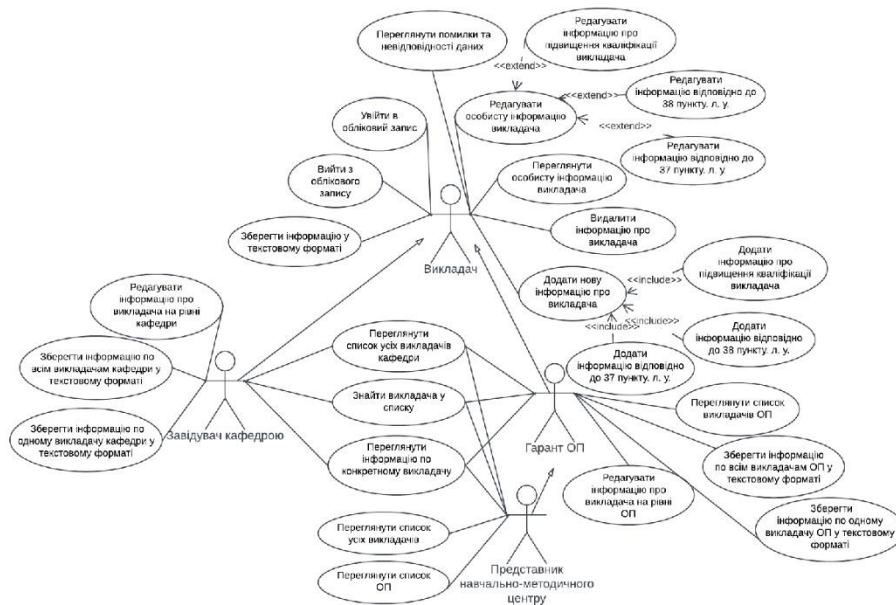 Переглянути помилки та
невідповідності даних
Редагувати
інформацію про
підвищення кваліфікації
викладача
<<extend>>
Редагувати
особисту інформацію
викладача
<<extend>>
Редагувати
інформацію відповідно до
38 пункту. л. у.
<<extend>>
Редагувати
інформацію відповідно до
37 пункту. л. у
Увійти в
обліковий запис
Вийти з
облікового
запису
Зберегти інформацію у
текстовому форматі
Переглянути
особисту інформацію
викладача
Видалити
інформацію про
викладача
Викладач
Додати нову
інформацію про
викладача
<<include>>
Додати
інформацію про
підвищення кваліфікації
викладача
<<include>>
<<include>>
Додати
інформацію відповідно
до 38 пункту. л. у.
Додати
інформацію відповідно
до 37 пункту. л. у.
Редагувати
інформацію про
викладача на рівні
кафедри
Зберегти інформацію по
всім викладачам кафедри у
текстовому форматі
Зберегти інформацію по
одному викладачу кафедри у
текстовому форматі
Завідувач кафедрою
Переглянути
список усіх викладачів
кафедри
Знайти викладача у
списку
Переглянути
інформацію по
конкретному викладачу
Гарант ОП
Переглянути список
викладачів ОП
Зберегти інформацію
по всім викладачам ОП у
текстовому форматі
Зберегти
інформацію по одному
викладачу ОП у текстовому
форматі
Редагувати
інформацію про
викладача на рівні
ОП
Переглянути список
усіх викладачів
Переглянути список
ОП
Представник
навчально-методичного
центру